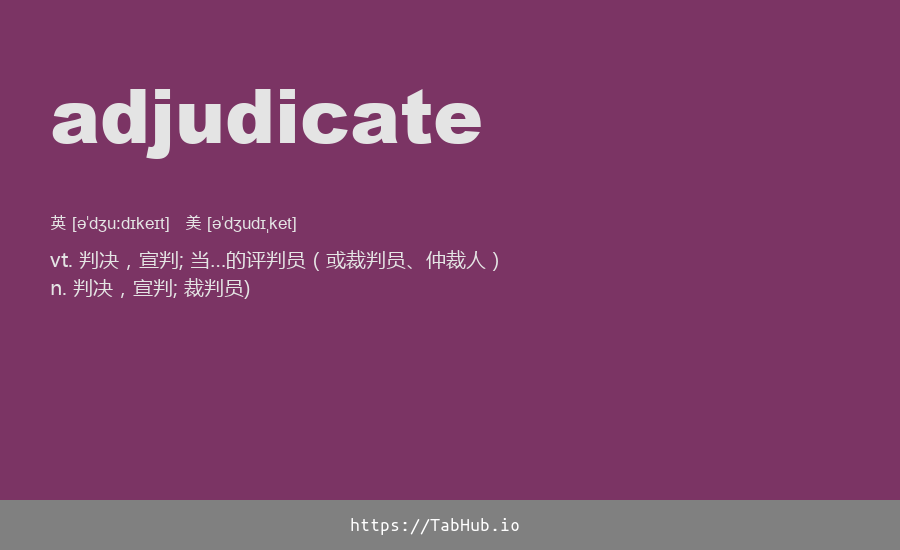 adjudicate
英 [əˈdʒuːdɪkeɪt]   美 [əˈdʒudɪˌket]
vt. 判决，宣判; 当...的评判员（或裁判员、仲裁人）
n. 判决，宣判; 裁判员)
https://TabHub.io